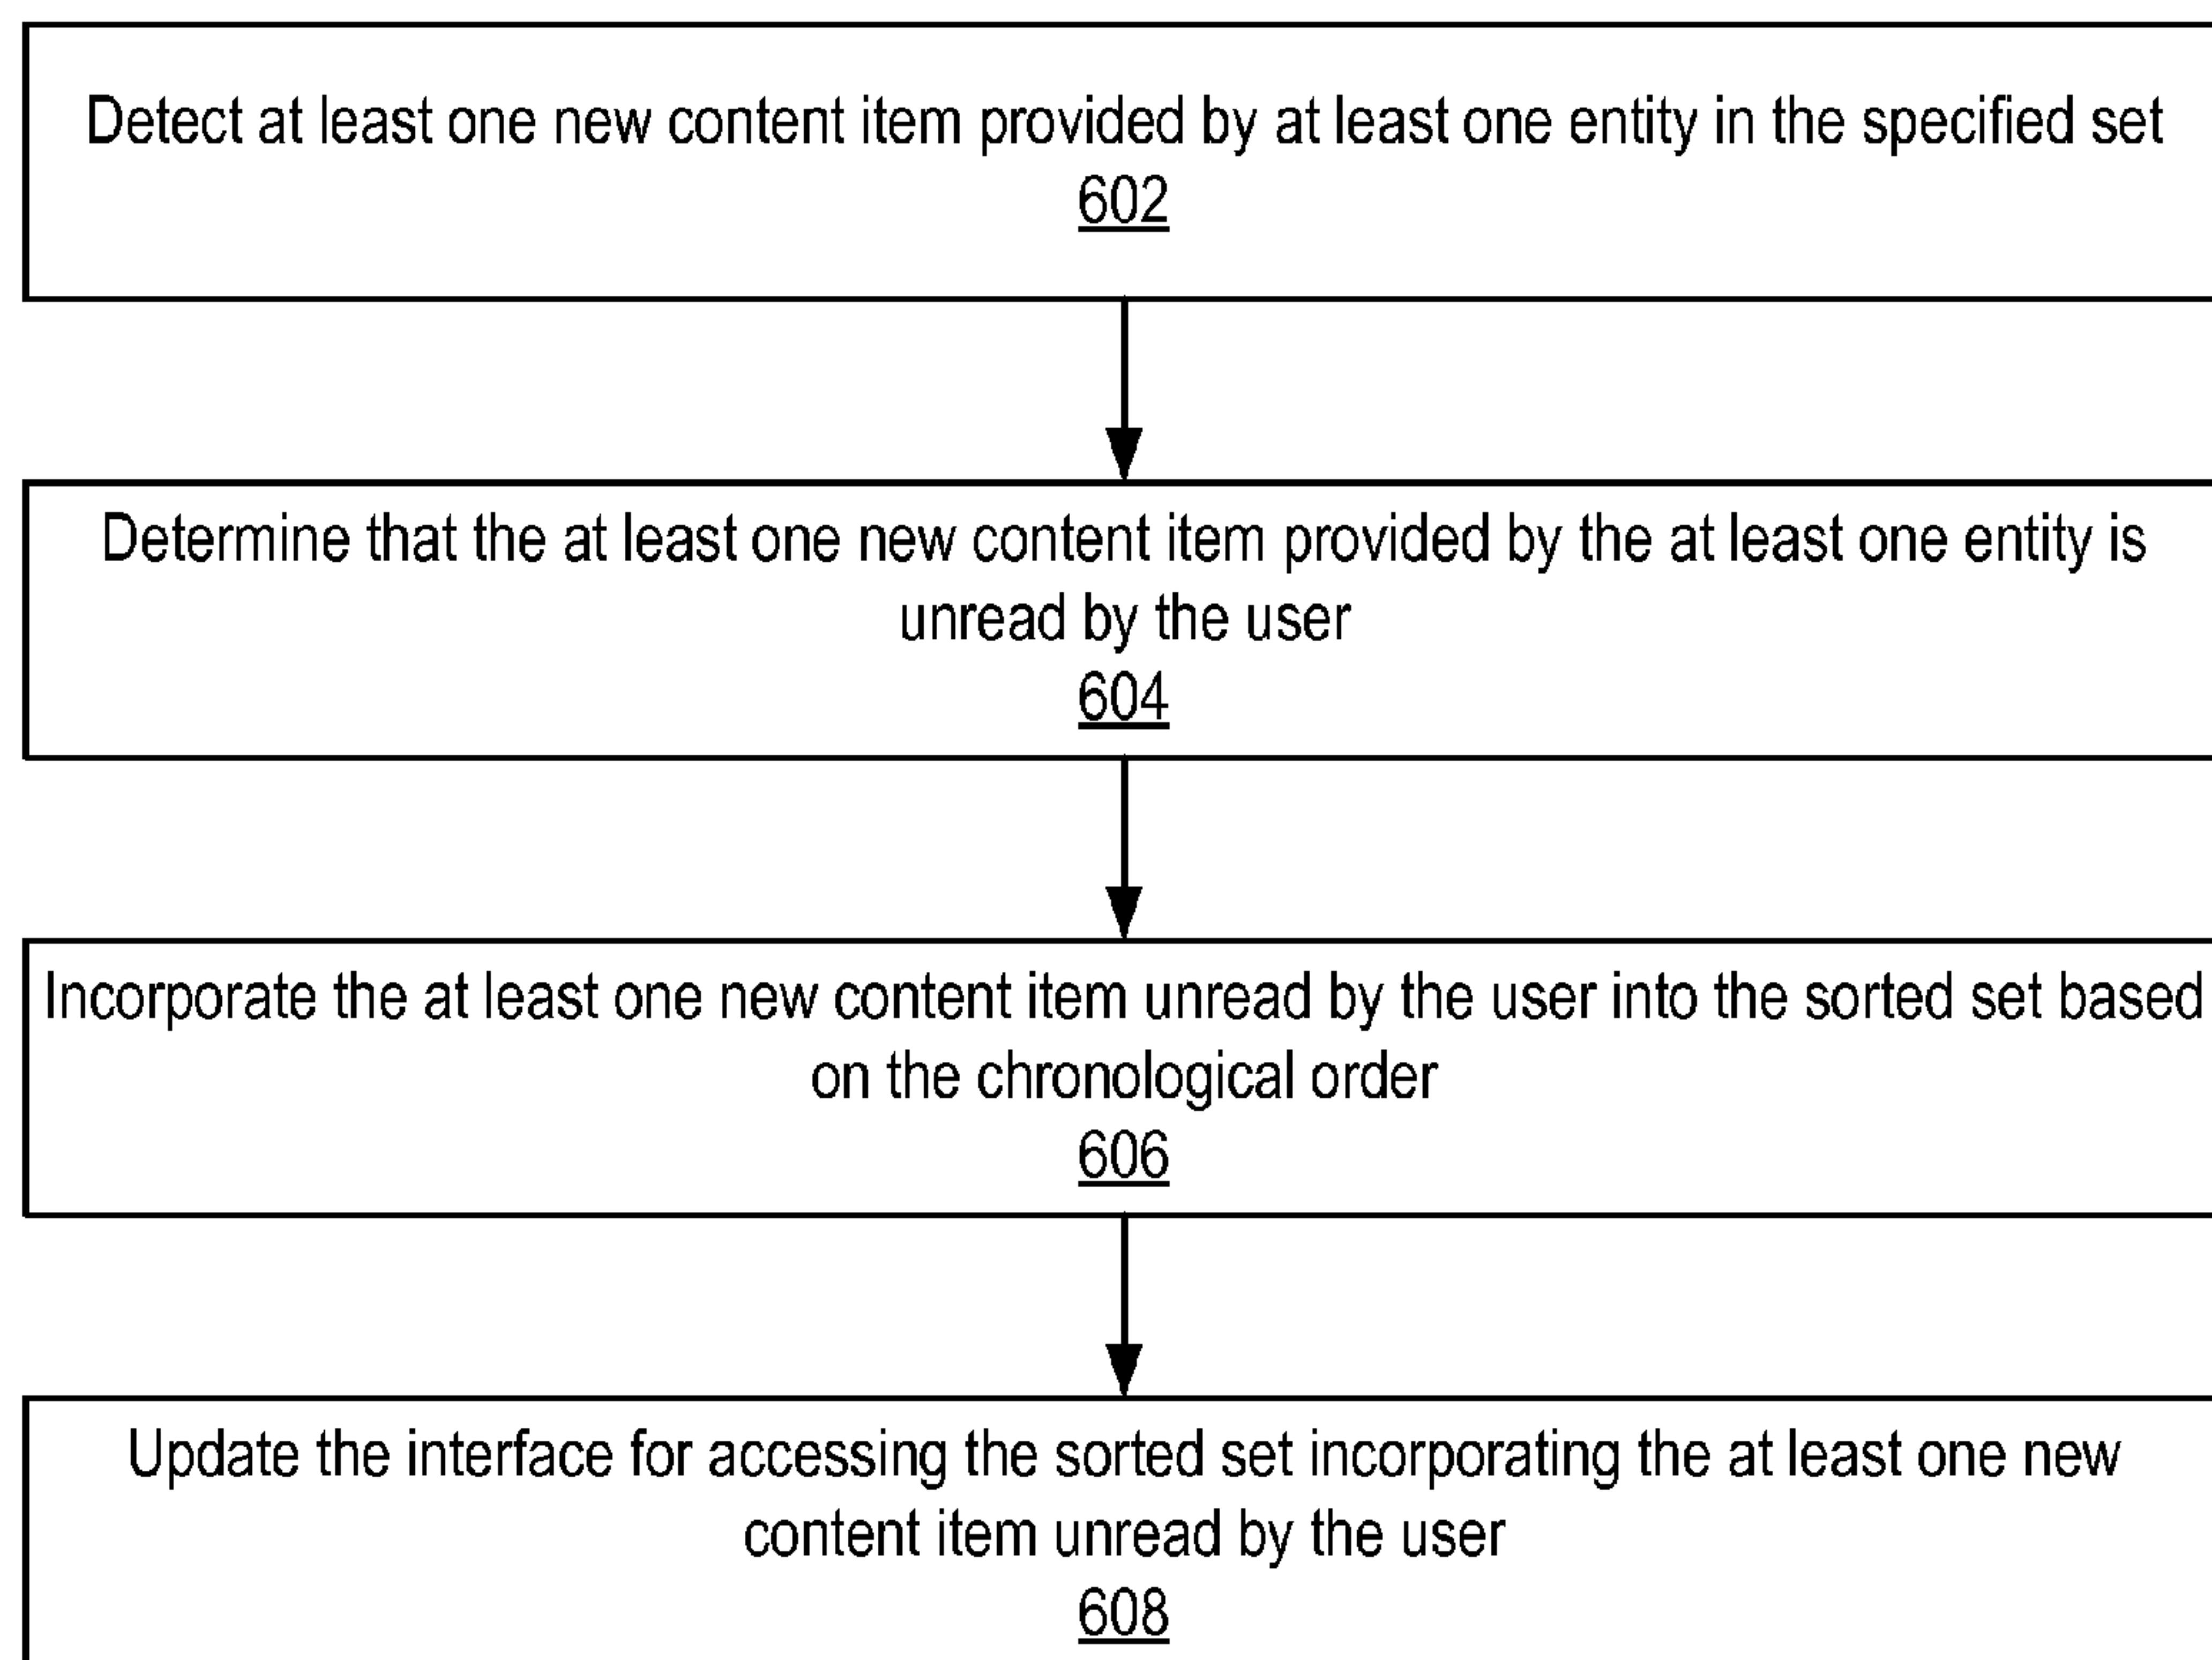 Detect at least one new content item provided by at least one entity in the specified set
602
Determine that the at least one new content item provided by the at least one entity is
unread by the user
604
Incorporate the at least one new content item unread by the user into the sorted set based
on the chronological order
606
Update the interface for accessing the sorted set incorporating the at least one new
content item unread by the user
608